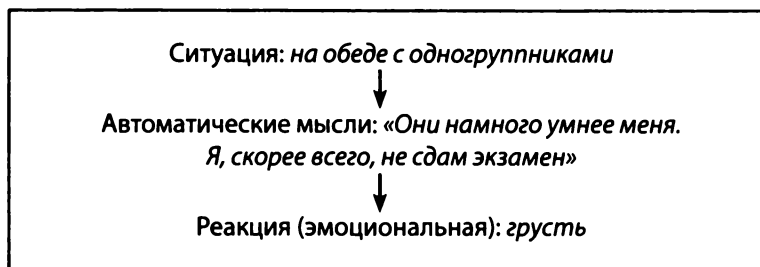 Ситуация: на обеде с одногруппниками
Автоматические мысли: «Они намного умнее меня.
Я, скорее всего, не сдам экзамен»
Реакция (эмоциональная): грусть